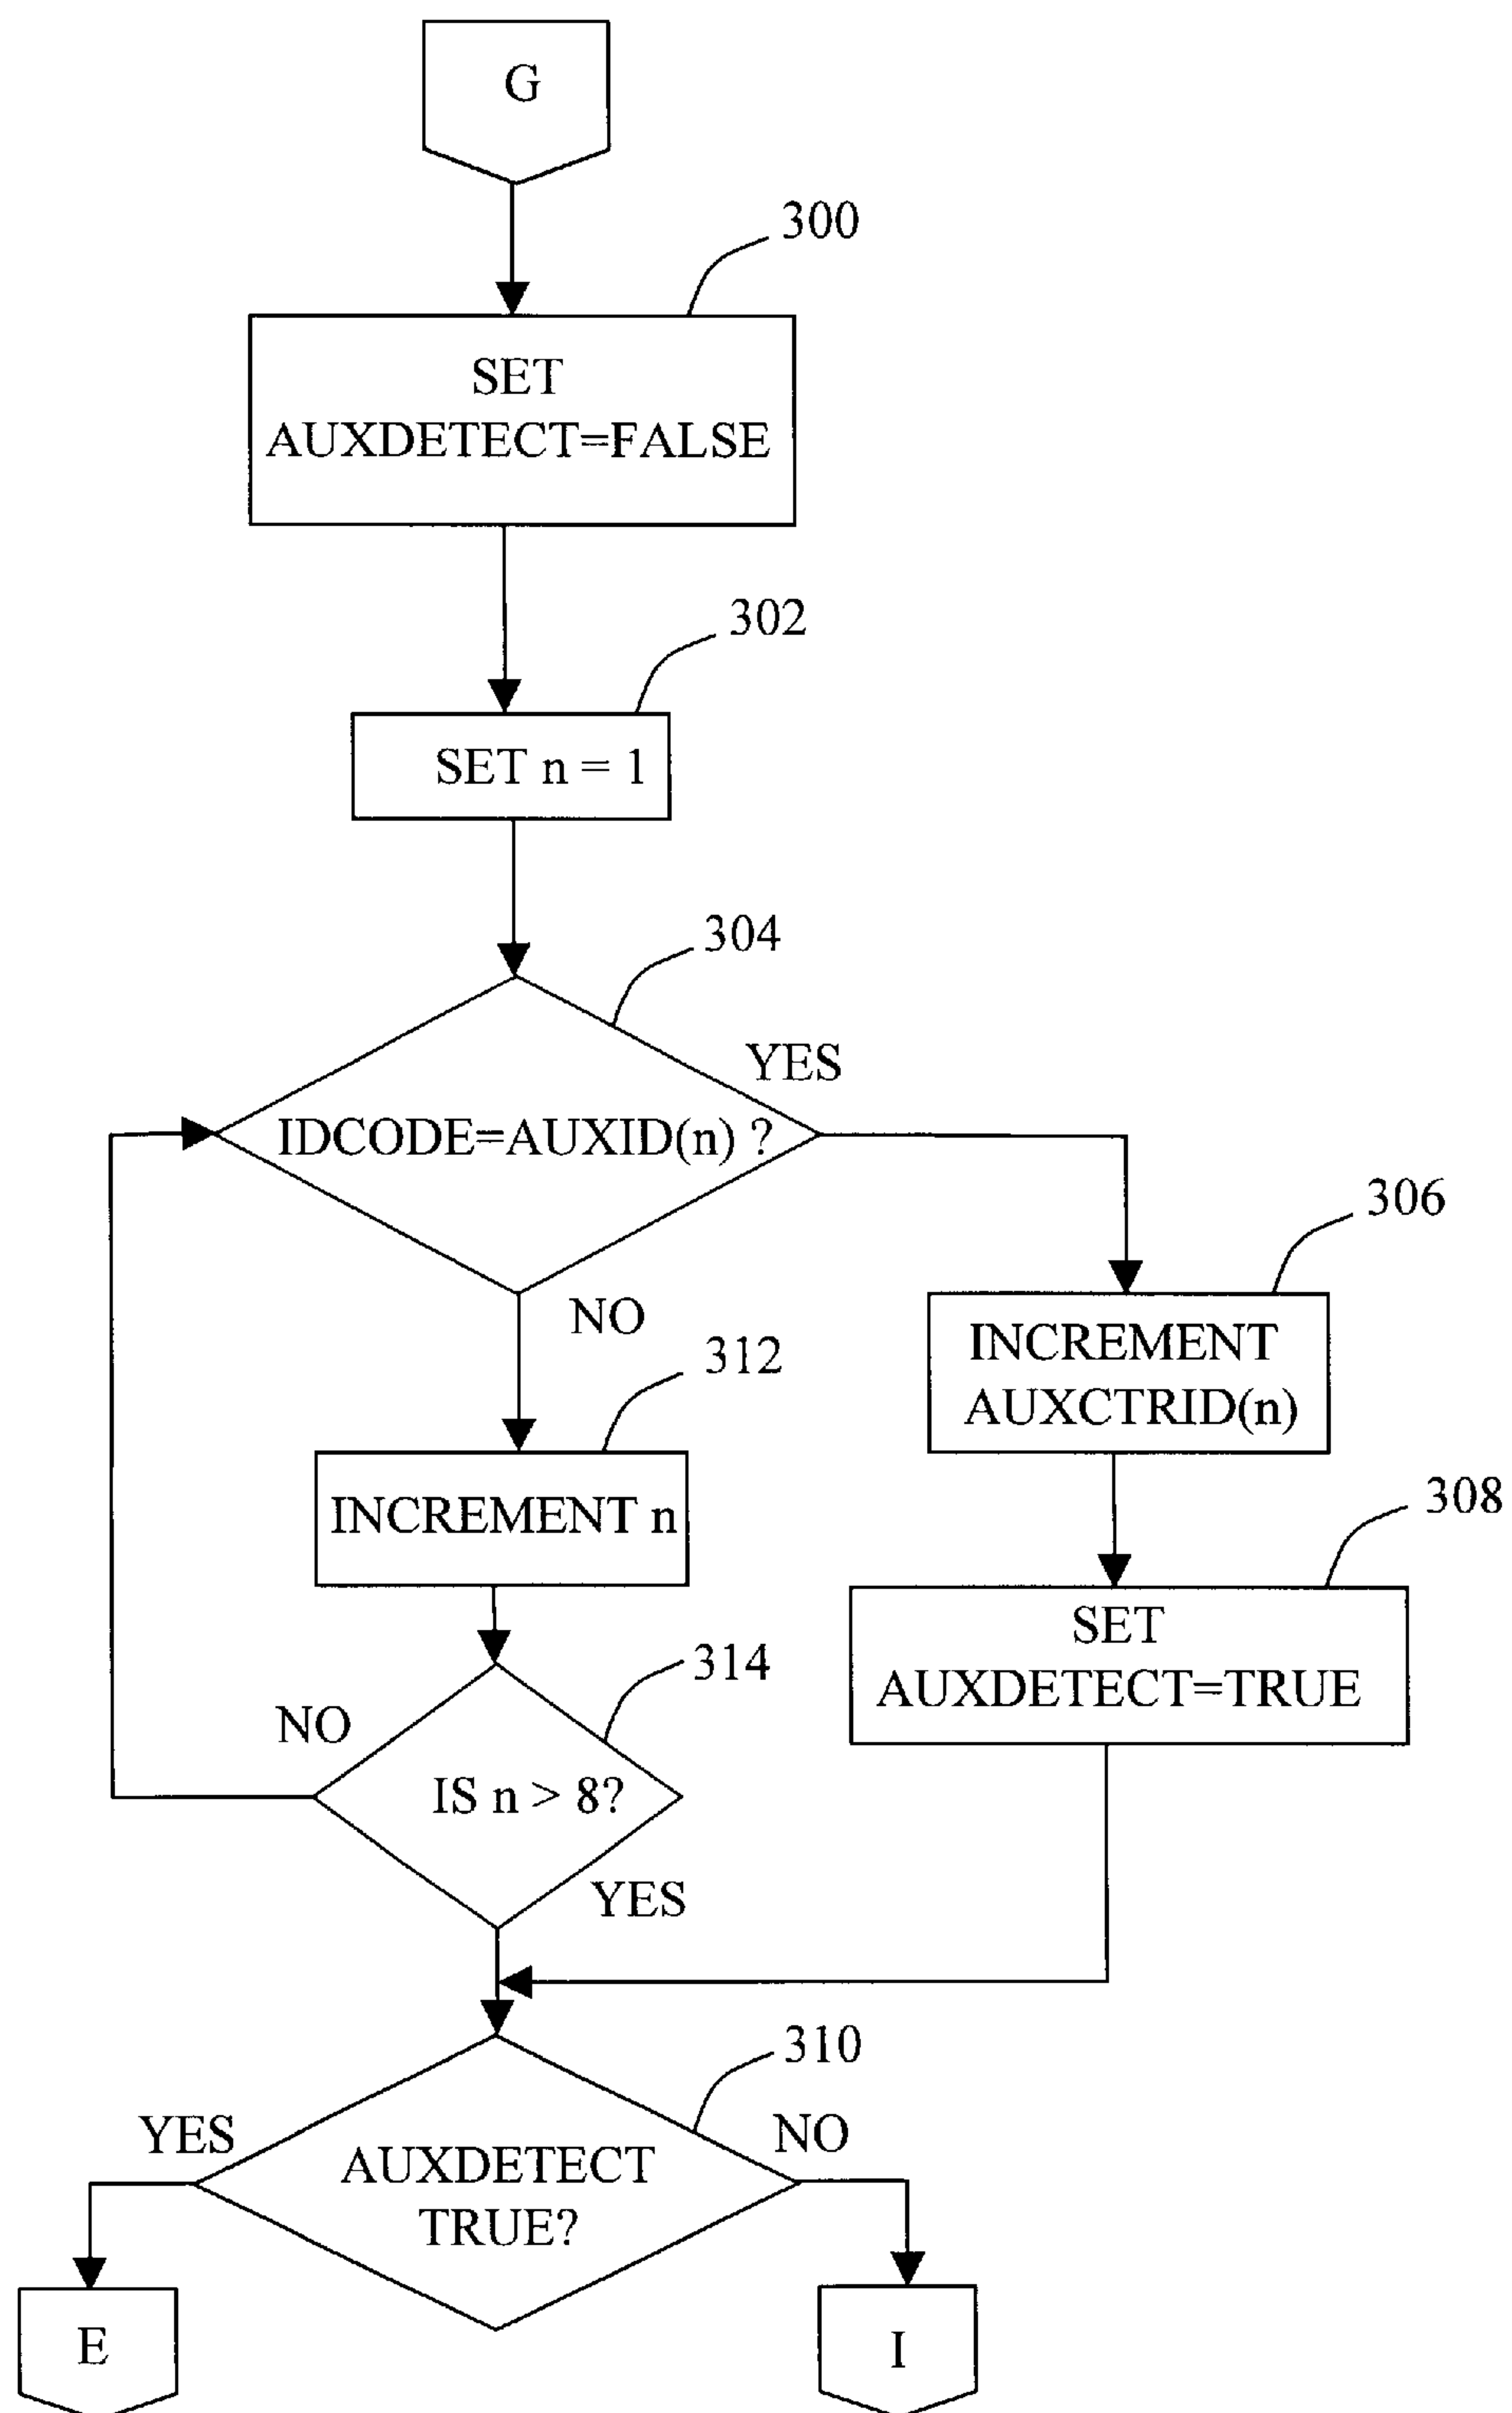 G
300
SET
AUXDETECT=FALSE
302
SET n = 1
304
YES
IDCODE=AUXID(n) ?
306
NO
INCREMENT
AUXCTRID(n)
312
INCREMENT n
308
SET
AUXDETECT=TRUE
314
NO
IS n > 8?
YES
310
YES
NO
AUXDETECT
TRUE?
E
I